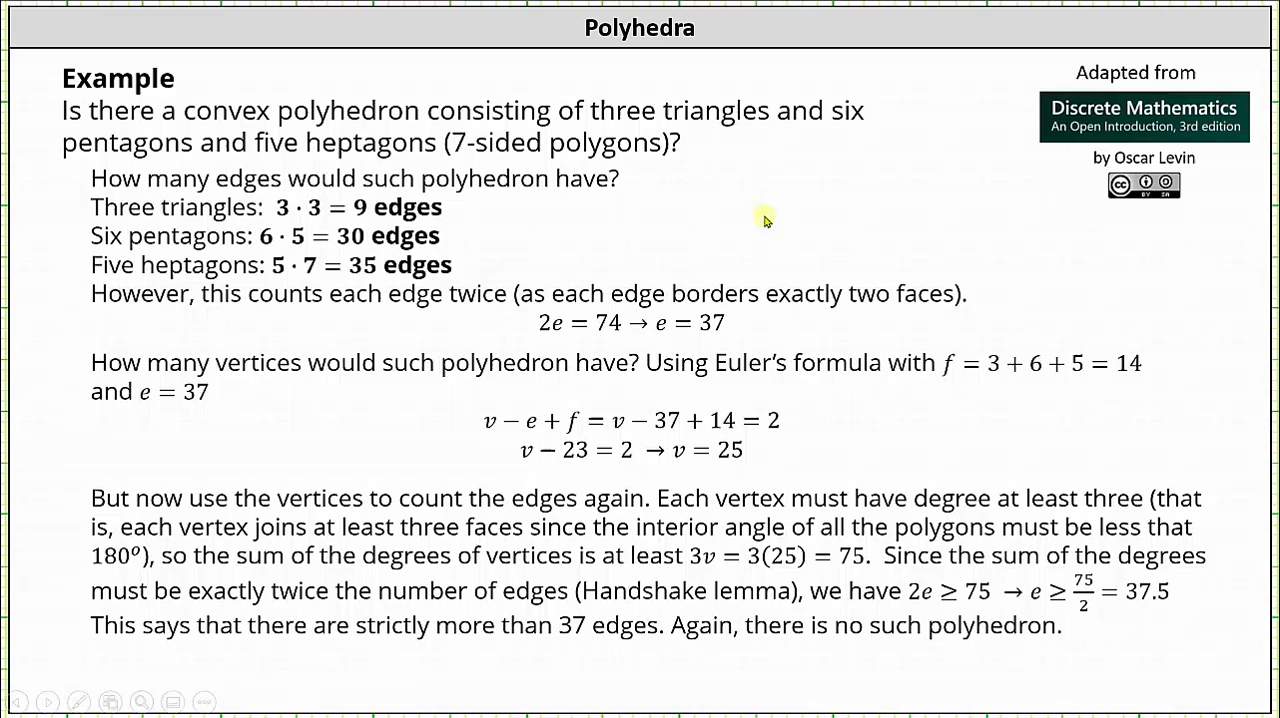 Polyhedra
Example
Is there a convex polyhedron consisting of three triangles and six
pentagons and five heptagons (7-sided polygons)?
Adapted from
Discrete Mathematics
An Open Introduction, 3rd edition
by Oscar Levin
cc
BY SA
How many edges would such polyhedron have?
Three triangles: 3 · 3 = 9 edges
Six pentagons: 6 · 5 = 30 edges
Five heptagons: 5 · 7 = 35 edges
However, this counts each edge twice (as each edge borders exactly two faces).
2e = 74 → e = 37
How many vertices would such polyhedron have? Using Euler’s formula with f = 3 + 6 + 5 = 14
and e = 37
v − e + f = v − 37 + 14 = 2
v − 23 = 2 → v = 25
But now use the vertices to count the edges again. Each vertex must have degree at least three (that
is, each vertex joins at least three faces since the interior angle of all the polygons must be less that
180º), so the sum of the degrees of vertices is at least 3v = 3(25) = 75. Since the sum of the degrees
must be exactly twice the number of edges (Handshake lemma), we have 2e ≥ 75 → e ≥ 75/2 = 37.5
This says that there are strictly more than 37 edges. Again, there is no such polyhedron.